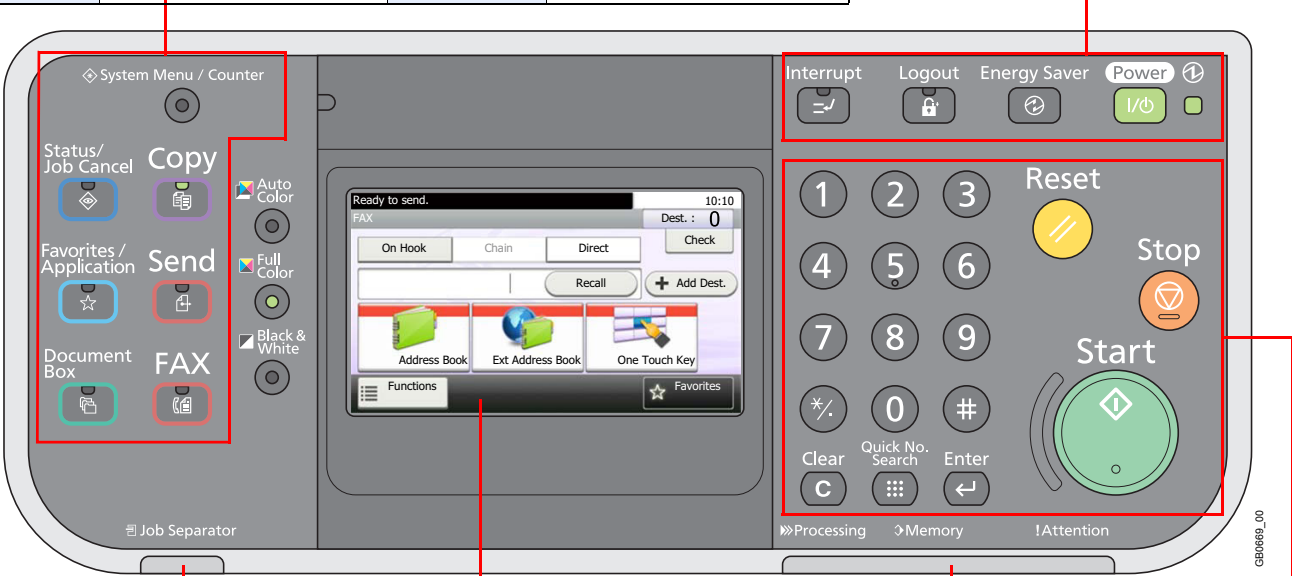 System Menu / Counter
Status/
Job Cancel
Copy
Favorites /
Application
Send
Document
Box
FAX
Auto
Color
Full
Color
Black &
White
Job Separator
Ready to send.
10:10
FAX
Dest. :
0
On Hook
Chain
Direct
Check
Recall
Add Dest.
Address Book
Ext Address Book
One Touch Key
Functions
Favorites
Interrupt
Logout
Energy Saver
Power
1
2
3
Reset
4
5
6
Stop
7
8
9
Start
*/.
0
#
Clear
Quick No.
Search
Enter
C
Processing
Memory
!Attention
GB0669_00